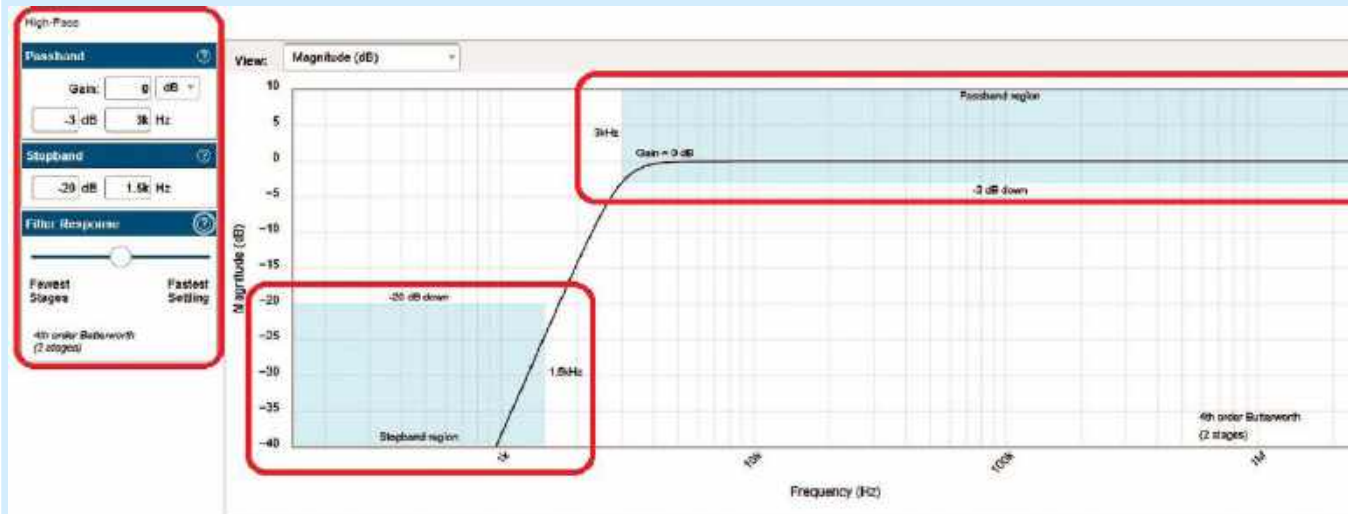 High-Pass
Passband ?
Gain: 0 dB
-3 dB 3k Hz
Stopband ?
-20 dB 1.5k Hz
Filter Response ?
Fewest Stages
Fastest Settling
4th order Butterworth
(2 stages)
View: Magnitude (dB)
Magnitude (dB)
10
5
0
-5
-10
-15
-20
-25
-30
-35
-40
Passband region
3kHz
Gain = 0 dB
-3 dB down
-20 dB down
1.5kHz
Stopband region
4th order Butterworth
(2 stages)
1k
10k
100k
1M
Frequency (Hz)